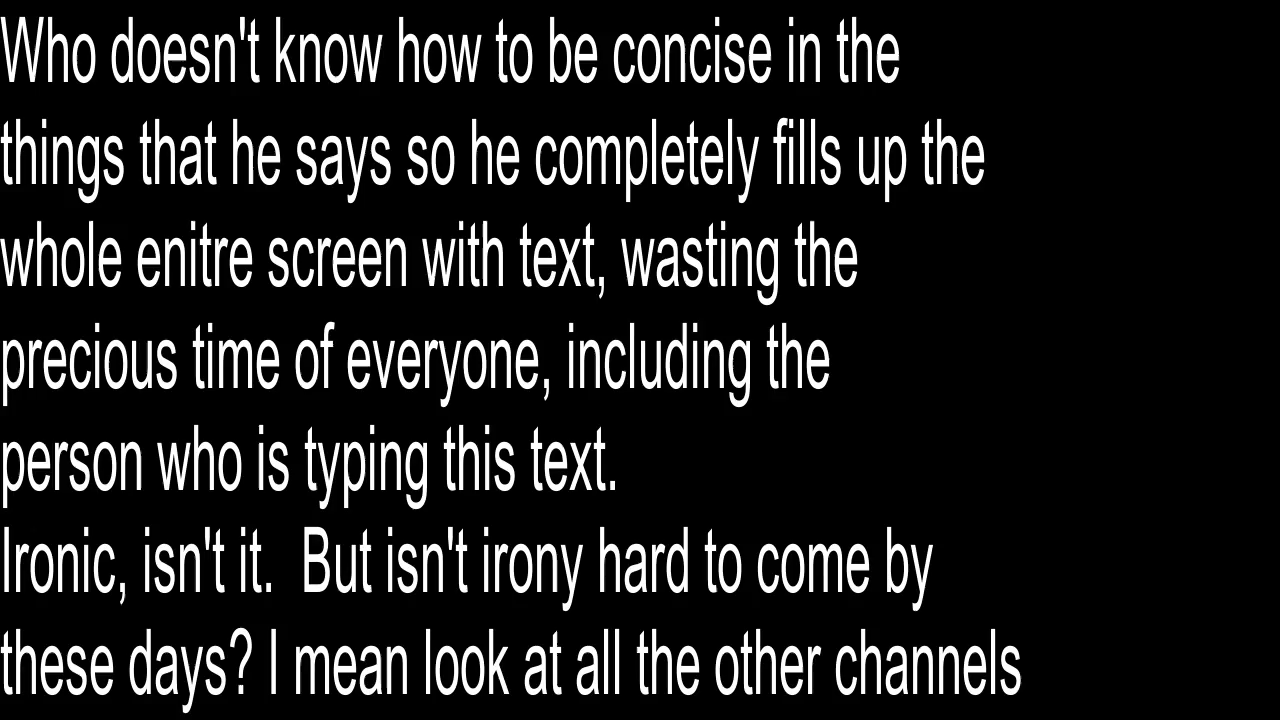 Who doesn't know how to be concise in the
things that he says so he completely fills up the
whole enitre screen with text, wasting the
precious time of everyone, including the
person who is typing this text.
Ironic, isn't it.  But isn't irony hard to come by
these days? I mean look at all the other channels